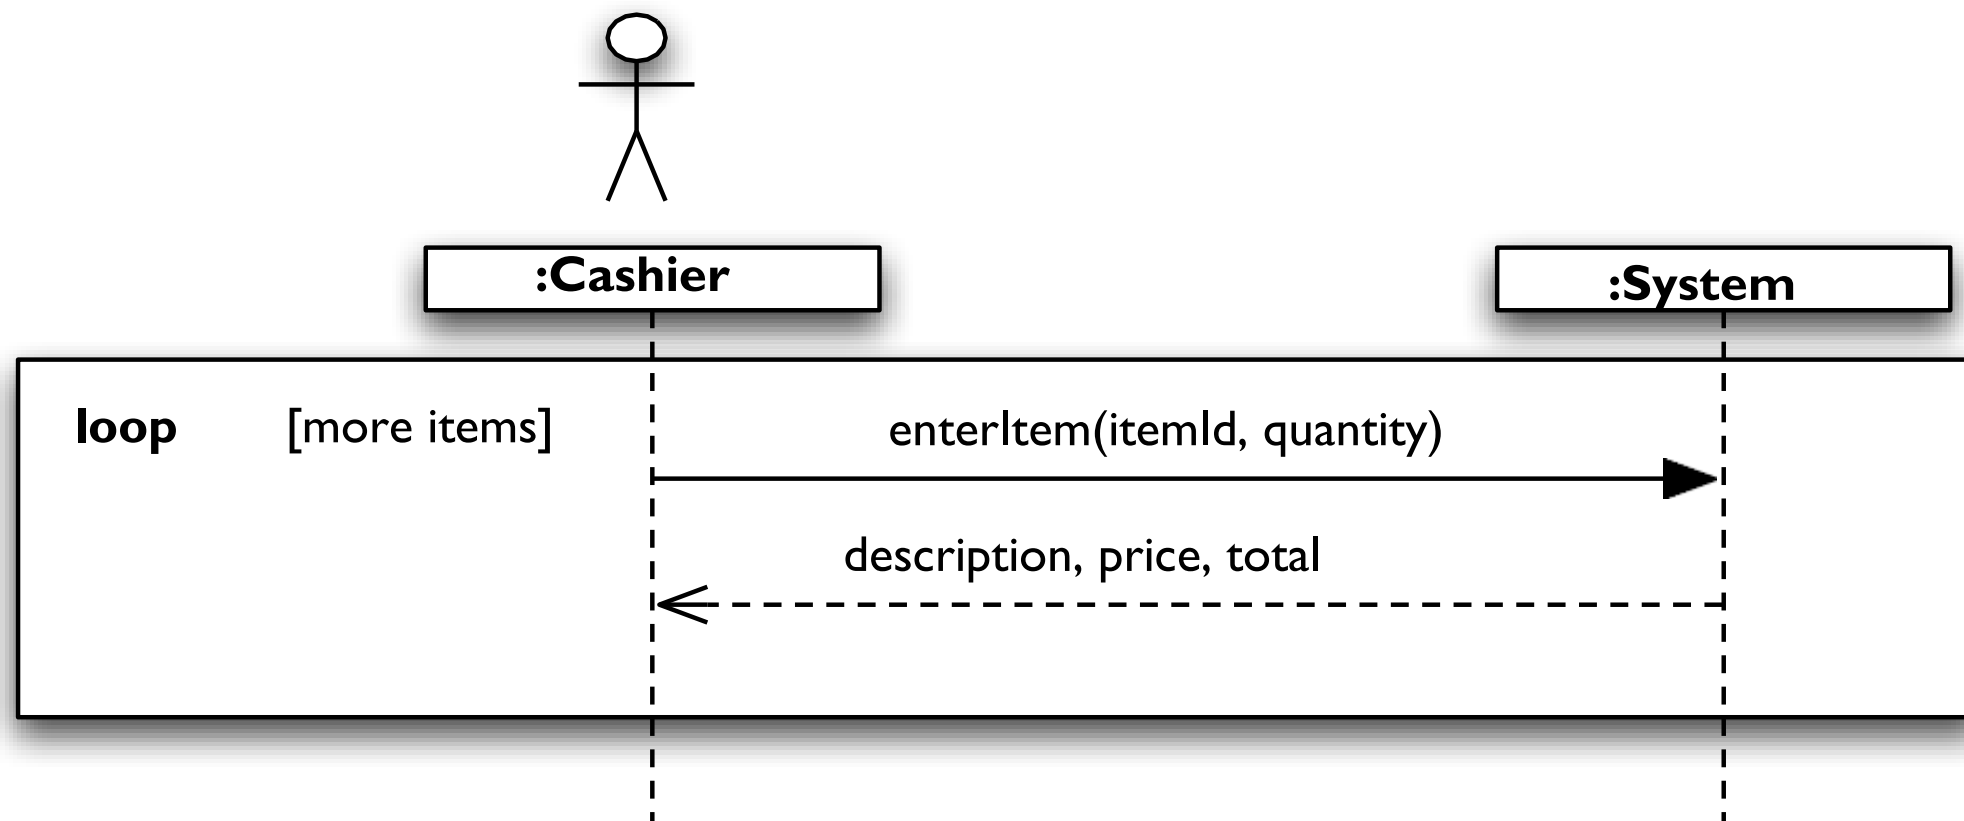 :Cashier
:System
loop [more items] enterItem(itemId, quantity)
description, price, total